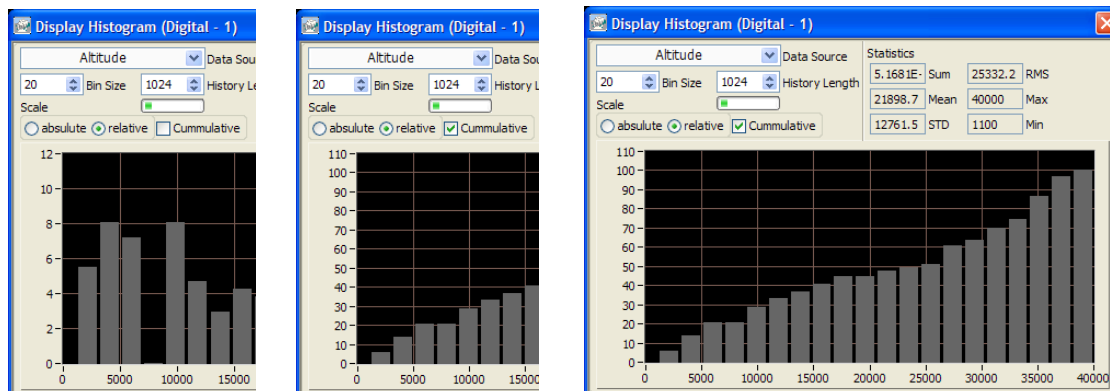 Display Histogram (Digital - 1)
Altitude Data Sou
20 Bin Size 1024 History Le
Scale
absulute relative Cummulative
12
10
8
6
4
2
0
0 5000 10000 15000
Display Histogram (Digital - 1)
Altitude Data So
20 Bin Size 1024 History L
Scale
absulute relative Cummulative
110
100
90
80
70
60
50
40
30
20
10
0
0 5000 10000 15000
Display Histogram (Digital - 1)
Altitude Data Source
20 Bin Size 1024 History Length
Scale
absulute relative Cummulative
Statistics
5.1681E- Sum 25332.2 RMS
21898.7 Mean 40000 Max
12761.5 STD 1100 Min
110
100
90
80
70
60
50
40
30
20
10
0
0 5000 10000 15000 20000 25000 30000 35000 40000